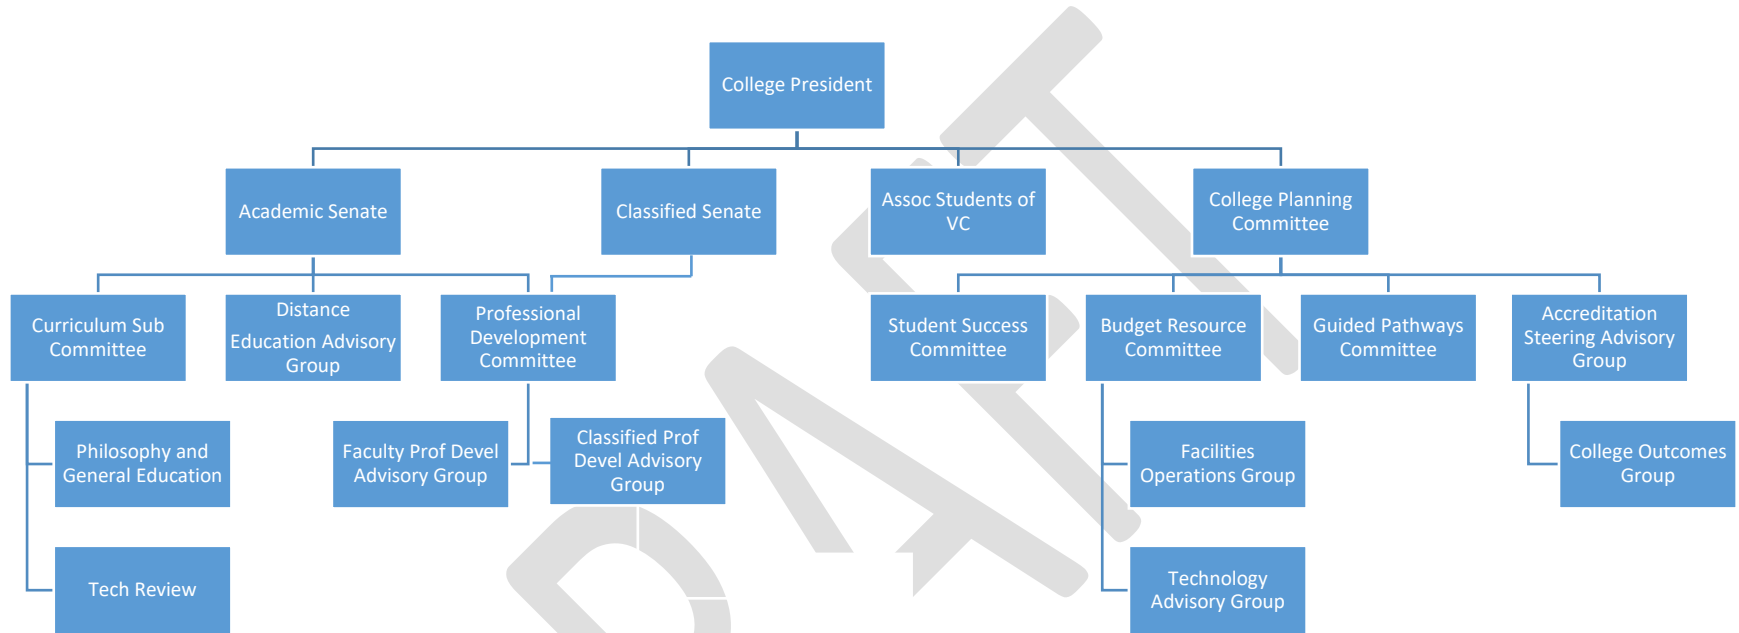 College President
Academic Senate
Classified Senate
Assoc Students of
VC
College Planning
Committee
Curriculum Sub
Committee
Distance
Education Advisory
Group
Professional
Development
Committee
Student Success
Committee
Budget Resource
Committee
Guided Pathways
Committee
Accreditation
Steering Advisory
Group
Philosophy and
General Education
Faculty Prof Devel
Advisory Group
Classified Prof
Devel Advisory
Group
Facilities
Operations Group
College Outcomes
Group
Tech Review
Technology
Advisory Group
DRAFT